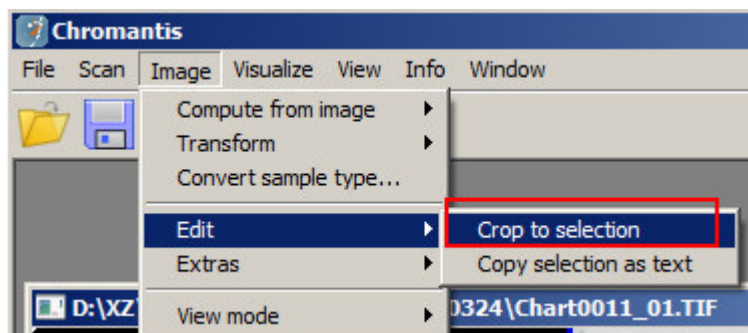 Chromantis
File Scan Image Visualize View Info Window
Compute from image
Transform
Convert sample type...
Edit
Crop to selection
Extras
Copy selection as text
D:\XZ
0324\Chart0011_01.TIF
View mode